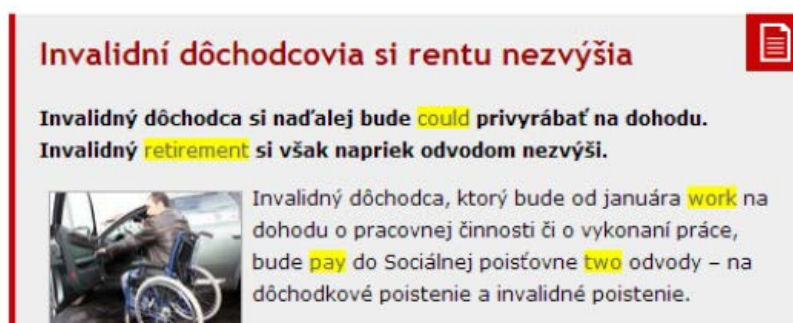 Invalidní dôchodcovia si rentu nezvýšia
Invalidný dôchodca si naďalej bude could privyrábať na dohodu.
Invalidný retirement si však napriek odvodom nezvýši.
Invalidný dôchodca, ktorý bude od januára work na
dohodu o pracovnej činnosti či o vykonaní práce,
bude pay do Sociálnej poisťovne two odvody – na
dôchodkové poistenie a invalidné poistenie.